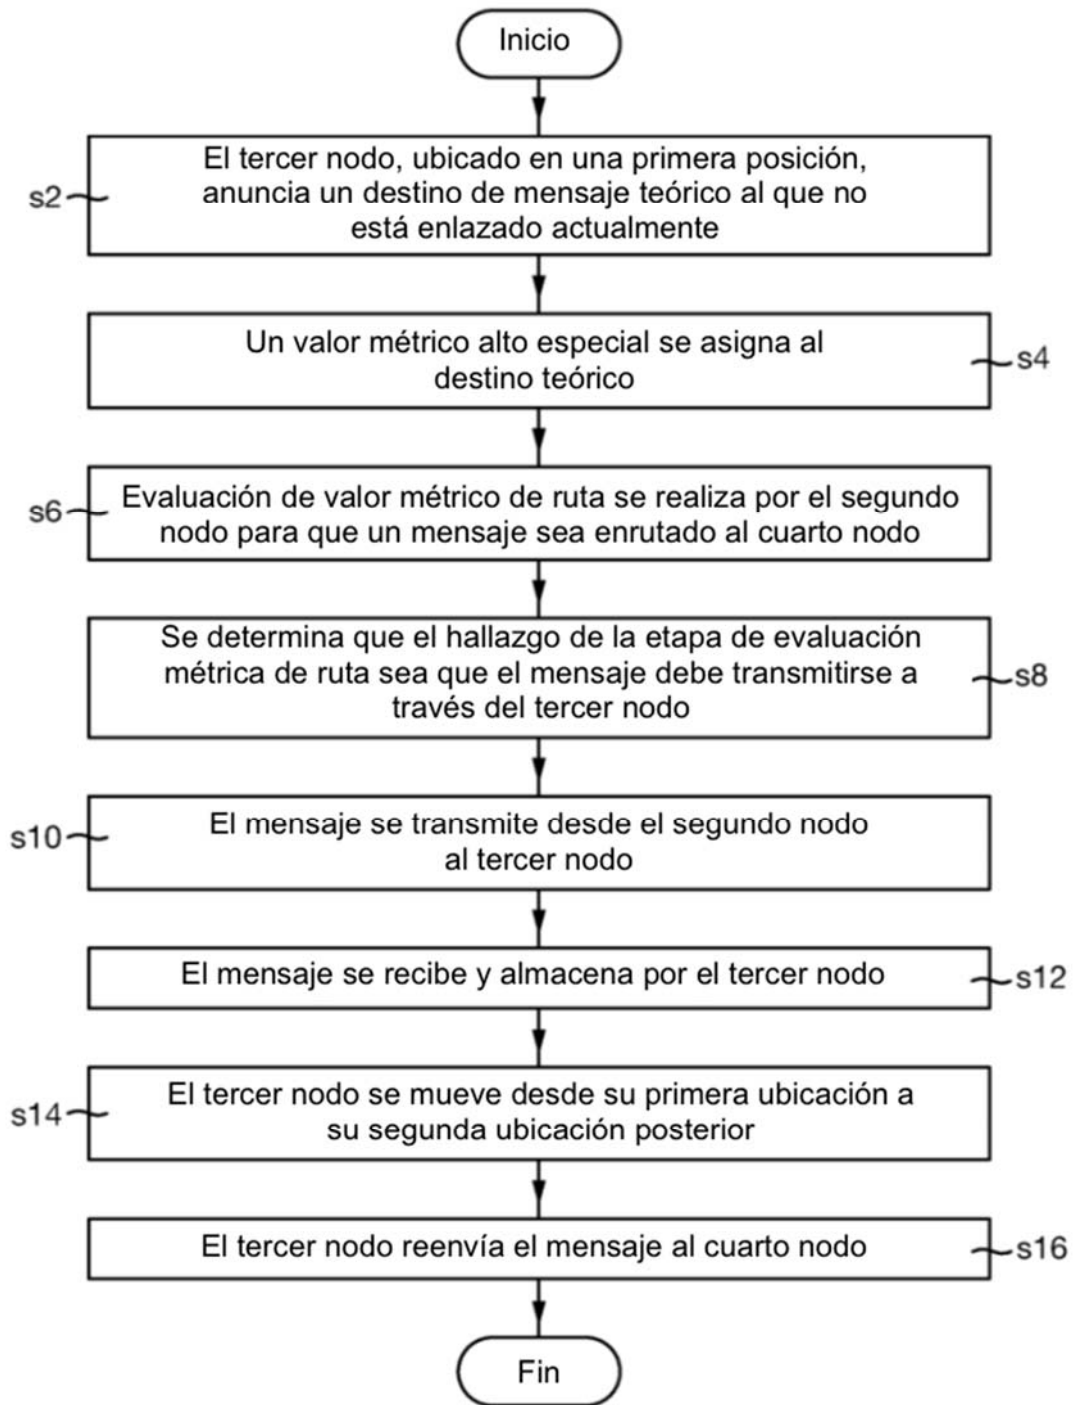 Inicio
El tercer nodo, ubicado en una primera posición,
s2
anuncia un destino de mensaje teórico al que no
está enlazado actualmente
Un valor métrico alto especial se asigna al
s4
destino teórico
Evaluación de valor métrico de ruta se realiza por el segundo
s6
nodo para que un mensaje sea enrutado al cuarto nodo
Se determina que el hallazgo de la etapa de evaluación
métrica de ruta sea que el mensaje debe transmitirse a
s8
través del tercer nodo
El mensaje se transmite desde el segundo nodo
s10
al tercer nodo
El mensaje se recibe y almacena por el tercer nodo
s12
El tercer nodo se mueve desde su primera ubicación a
s14
su segunda ubicación posterior
El tercer nodo reenvía el mensaje al cuarto nodo
s16
Fin